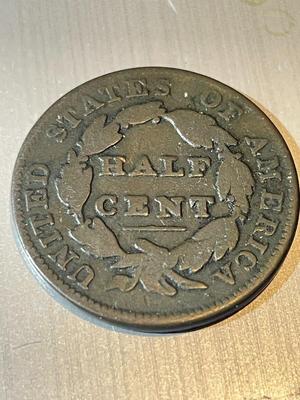 UNITED STATES OF AMERICA
HALF
CENT